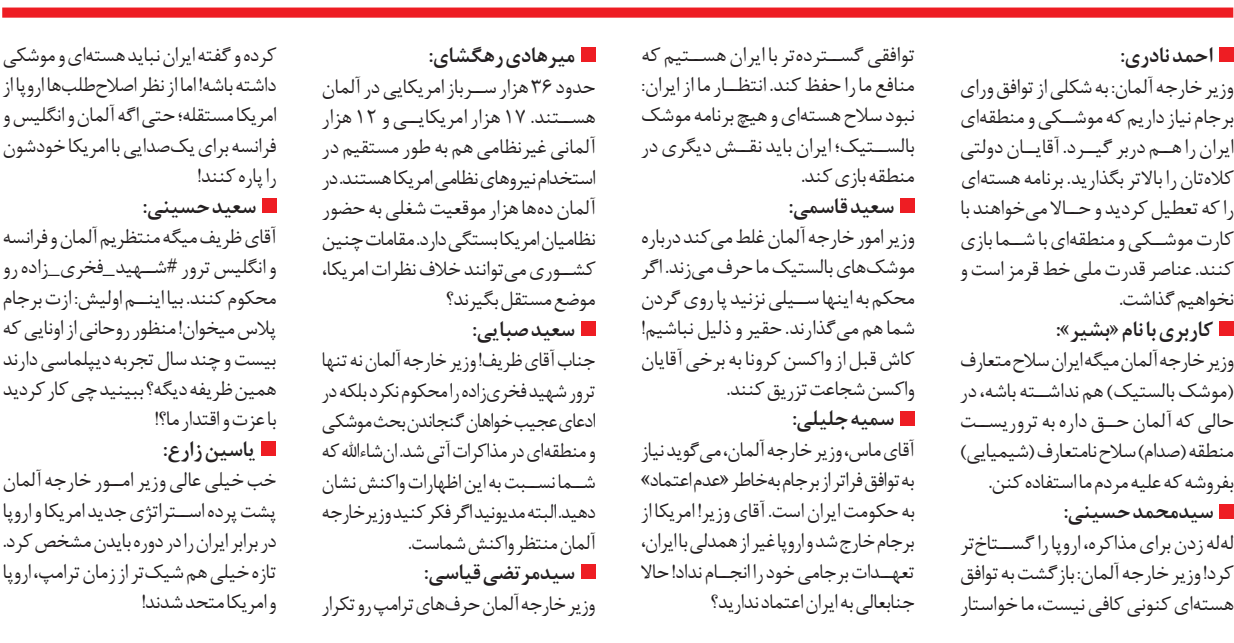 احمد نادری:
وزیر خارجه آلمان: به شکلی از توافق ورای
برجام نیاز داریم که موشکی و منطقه‌ای
ایران را هم دربر گیرد. آقایان دولتی
کلاه‌تان را بالاتر بگذارید. برنامه هسته‌ای
را که تعطیل کردید و حالا می‌خواهند با
کارت موشکی و منطقه‌ای با شما بازی
کنند. عناصر قدرت ملی خط قرمز است و
نخواهیم گذاشت.
کاربری با نام «بشیر»:
وزیر خارجه آلمان میگه ایران سلاح متعارف
(موشک بالستیک) هم نداشته باشه، در
حالی که آلمان حق داره به تروریست
منطقه (صدام) سلاح نامتعارف (شیمیایی)
بفروشه که علیه مردم ما استفاده کنن.
سیدمحمد حسینی:
له‌له زدن برای مذاکره، اروپا را گستاخ‌تر
کرد! وزیر خارجه آلمان: بازگشت به توافق
هسته‌ای کنونی کافی نیست، ما خواستار
توافقی گسترده‌تر با ایران هستیم که
منافع ما را حفظ کند. انتظار ما از ایران:
نبود سلاح هسته‌ای و هیچ برنامه موشک
بالستیک؛ ایران باید نقش دیگری در
منطقه بازی کند.
سعید قاسمی:
وزیر امور خارجه آلمان غلط می‌کند درباره
موشک‌های بالستیک ما حرف می‌زند. اگر
محکم به اینها سیلی نزنید پا روی گردن
شما هم می‌گذارند. حقیر و ذلیل نباشیم!
کاش قبل از واکسن کرونا به برخی آقایان
واکسن شجاعت تزریق کنند.
سمیه جلیلی:
آقای ماس، وزیر خارجه آلمان، می‌گوید نیاز
به توافق فراتر از برجام به‌خاطر «عدم اعتماد»
به حکومت ایران است. آقای وزیر! امریکا از
برجام خارج شد و اروپا غیر از همدلی با ایران،
تعهدات برجامی خود را انجام نداد! حالا
جنابعالی به ایران اعتماد ندارید؟
میرهادی رهگشای:
حدود ۳۶ هزار سرباز امریکایی در آلمان
هستند. ۱۷ هزار امریکایی و ۱۲ هزار
آلمانی غیرنظامی هم به طور مستقیم در
استخدام نیروهای نظامی امریکا هستند. در
آلمان ده‌ها هزار موقعیت شغلی به حضور
نظامیان امریکا بستگی دارد. مقامات چنین
کشوری می‌توانند خلاف نظرات امریکا،
موضع مستقل بگیرند؟
سعید صبایی:
جناب آقای ظریف! وزیر خارجه آلمان نه تنها
ترور شهید فخری‌زاده را محکوم نکرد بلکه در
ادعای عجیب خواهان گنجاندن بحث موشکی
و منطقه‌ای در مذاکرات آتی شد. ان‌شاءالله که
شما نسبت به این اظهارات واکنش نشان
دهید. البته مدیونید اگر فکر کنید وزیر خارجه
آلمان منتظر واکنش شماست.
سیدمرتضی قیاسی:
وزیر خارجه آلمان حرف‌های ترامپ رو تکرار
کرده و گفته ایران نباید هسته‌ای و موشکی
داشته باشه! اما از نظر اصلاح‌طلب‌ها اروپا از
امریکا مستقله؛ حتی اگه آلمان و انگلیس و
فرانسه برای یک‌صدایی با امریکا خودشون
را پاره کنند!
سعید حسینی:
آقای ظریف میگه منتظریم آلمان و فرانسه
و انگلیس ترور #شهید_فخری_زاده رو
محکوم کنند. بیا اینم اولیش: ازت برجام
پلاس میخوان! منظور روحانی از اونایی که
بیست و چند سال تجربه دیپلماسی دارند
همین ظریفه دیگه؟ ببینید چی کار کردید
با عزت و اقتدار ما؟!
یاسین زارع:
خب خیلی عالی وزیر امور خارجه آلمان
پشت پرده استراتژی جدید امریکا و اروپا
در برابر ایران را در دوره بایدن مشخص کرد.
تازه خیلی هم شیک‌تر از زمان ترامپ، اروپا
و امریکا متحد شدند!